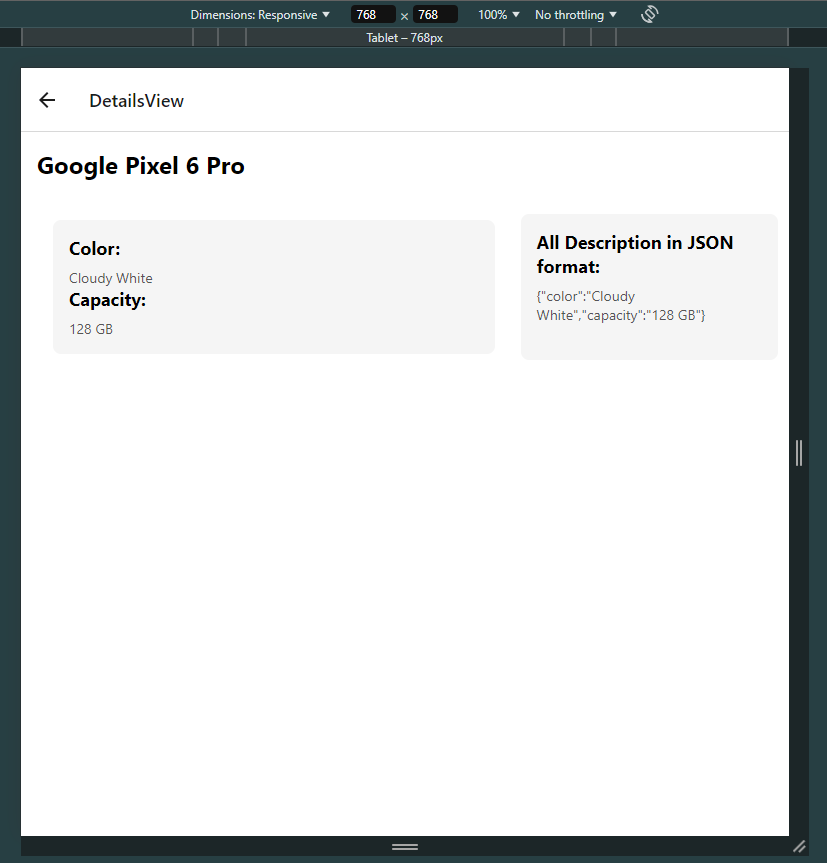 Dimensions: Responsive ▼ 768 × 768 100% ▼ No throttling ▼
Tablet – 768px
DetailsView
Google Pixel 6 Pro
Color:
Cloudy White
Capacity:
128 GB
All Description in JSON
format:
{"color":"Cloudy
White","capacity":"128 GB"}